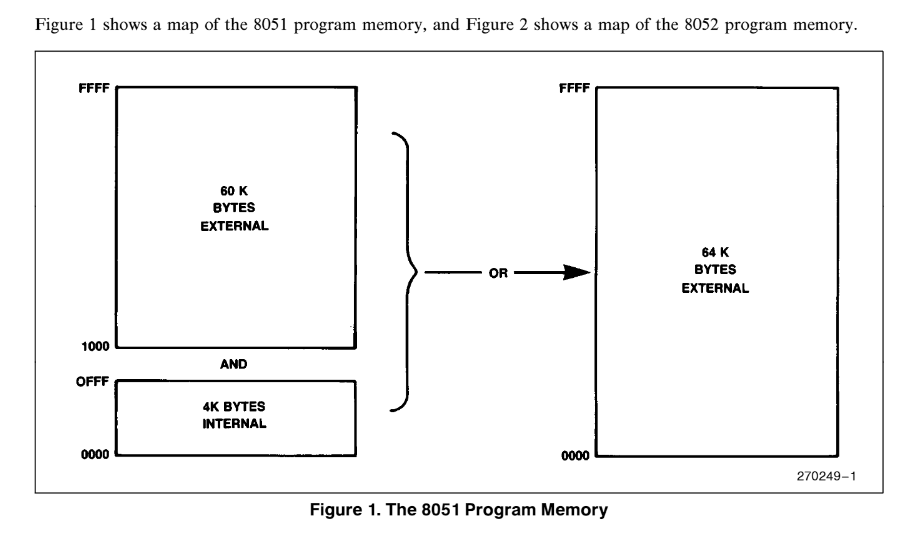 Figure 1 shows a map of the 8051 program memory, and Figure 2 shows a map of the 8052 program memory.
FFFF
60 K
BYTES
EXTERNAL
1000
AND
OFFF
4K BYTES
INTERNAL
0000
OR
FFFF
64 K
BYTES
EXTERNAL
0000
270249–1
Figure 1. The 8051 Program Memory